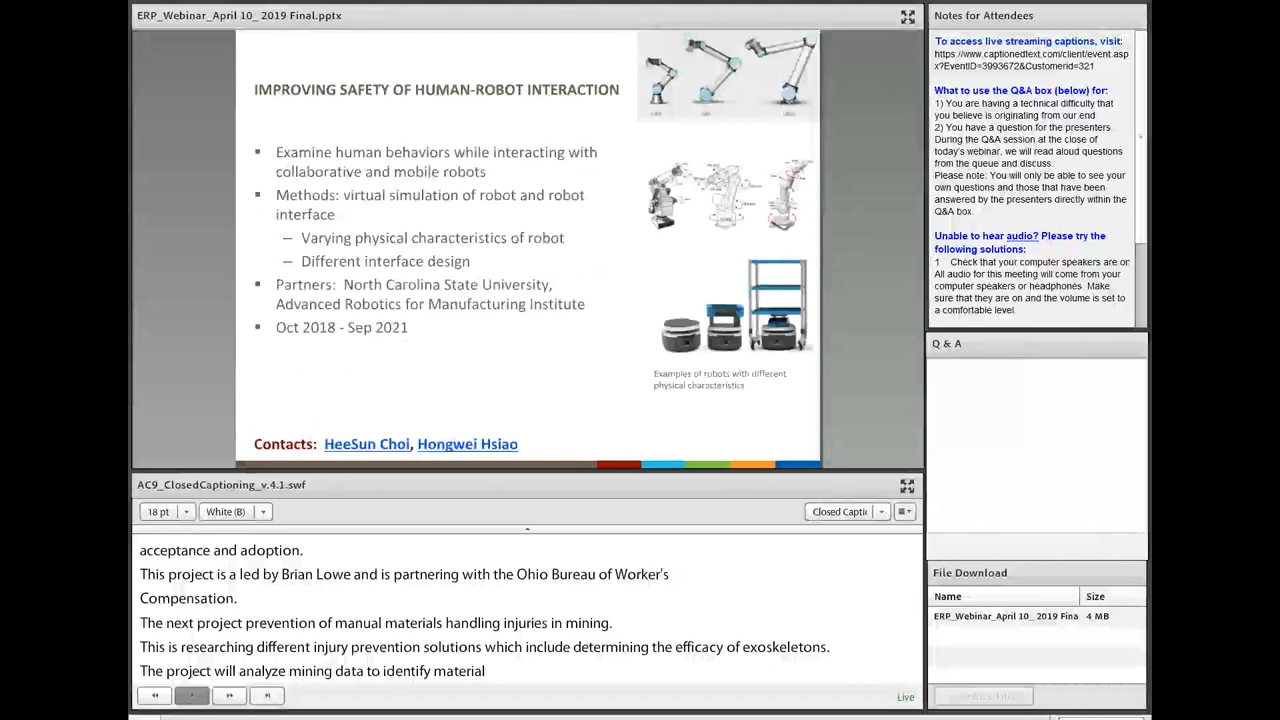 ERP_Webinar_April 10_ 2019 Final.pptx
IMPROVING SAFETY OF HUMAN-ROBOT INTERACTION
Examine human behaviors while interacting with
collaborative and mobile robots
Methods: virtual simulation of robot and robot
interface
– Varying physical characteristics of robot
– Different interface design
Partners: North Carolina State University,
Advanced Robotics for Manufacturing Institute
Oct 2018 - Sep 2021
Examples of robots with different
physical characteristics
Contacts: HeeSun Choi, Hongwei Hsiao
AC9_ClosedCaptioning_v.4.1.swf
18 pt
White (B)
Closed Capti
acceptance and adoption.
This project is a led by Brian Lowe and is partnering with the Ohio Bureau of Worker's
Compensation.
The next project prevention of manual materials handling injuries in mining.
This is researching different injury prevention solutions which include determining the efficacy of exoskeletons.
The project will analyze mining data to identify material
Live
Notes for Attendees
To access live streaming captions, visit:
https://www.captionedtext.com/client/event.asp
x?EventID=3993672&Customerid=321
What to use the Q&A box (below) for:
1) You are having a technical difficulty that
you believe is originating from our end
2) You have a question for the presenters.
During the Q&A session at the close of
today's webinar, we will read aloud questions
from the queue and discuss.
Please note: You will only be able to see your
own questions and those that have been
answered by the presenters directly within the
Q&A box.
Unable to hear audio? Please try the
following solutions:
1 Check that your computer speakers are on
All audio for this meeting will come from your
computer speakers or headphones. Make
sure that they are on and the volume is set to
a comfortable level.
Q & A
File Download
Name
Size
ERP_Webinar_April 10_ 2019 Fina
4 MB